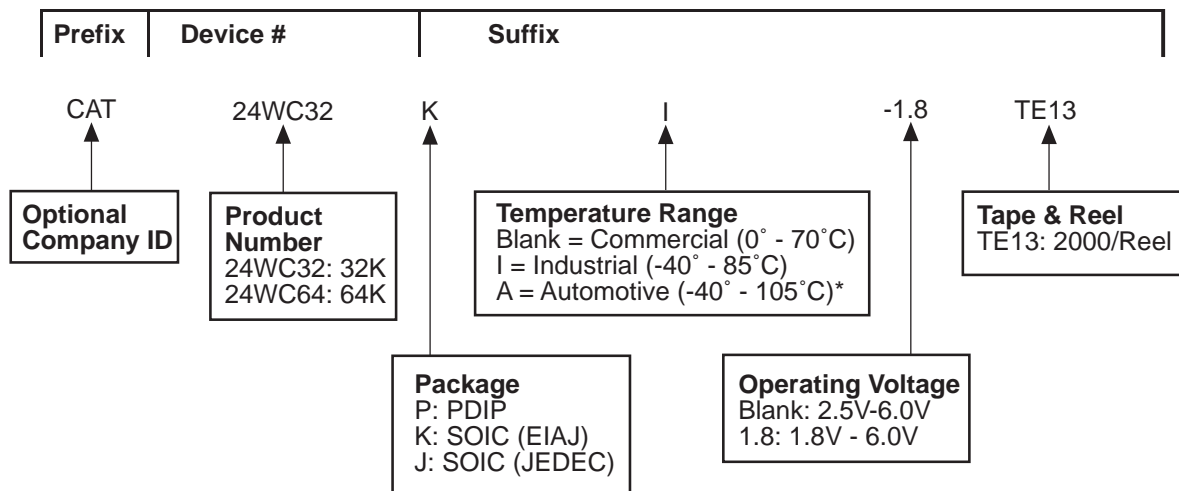 Prefix Device # Suffix
CAT 24WC32 K I -1.8 TE13
Optional
Company ID
Product
Number
24WC32: 32K
24WC64: 64K
Temperature Range
Blank = Commercial (0˚ - 70˚C)
I = Industrial (-40˚ - 85˚C)
A = Automotive (-40˚ - 105˚C)*
Tape & Reel
TE13: 2000/Reel
Package
P: PDIP
K: SOIC (EIAJ)
J: SOIC (JEDEC)
Operating Voltage
Blank: 2.5V-6.0V
1.8: 1.8V - 6.0V